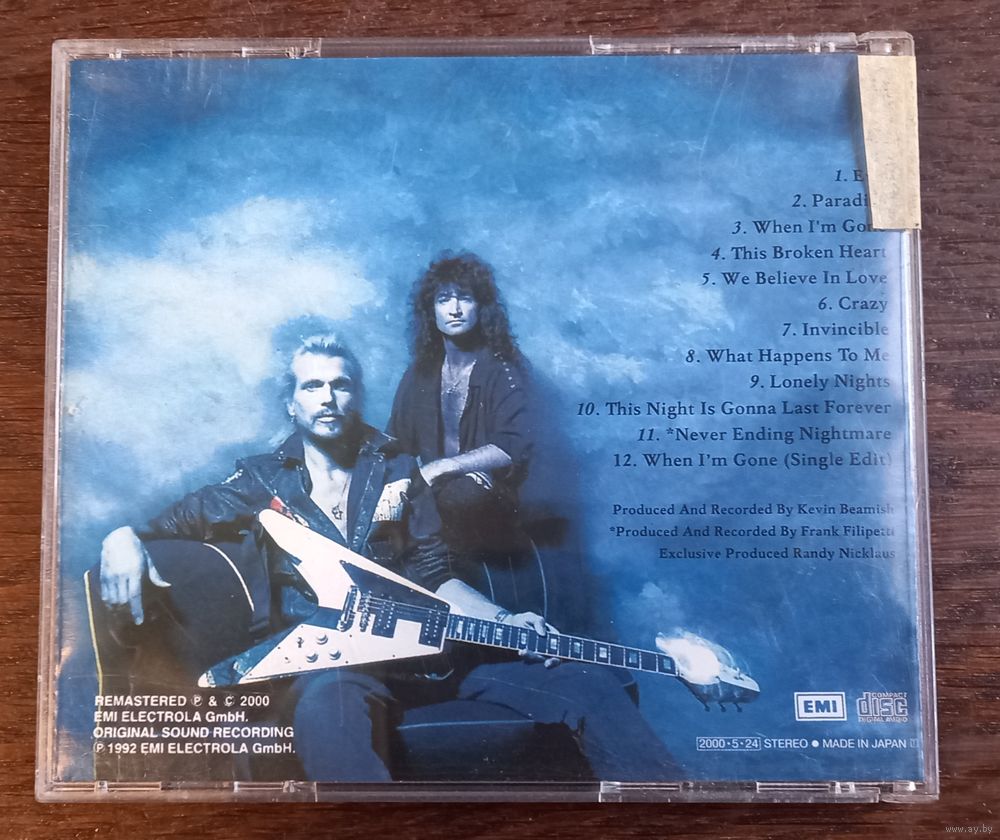 1. E
2. Paradi
3. When I'm Go
4. This Broken Heart
5. We Believe In Love
6. Crazy
7. Invincible
8. What Happens To Me
9. Lonely Nights
10. This Night Is Gonna Last Forever
11. *Never Ending Nightmare
12. When I'm Gone (Single Edit)
Produced And Recorded By Kevin Beamish
*Produced And Recorded By Frank Filipetti
Exclusive Produced Randy Nicklaus
REMASTERED ℗ & © 2000
EMI ELECTROLA GmbH.
ORIGINAL SOUND RECORDING
℗ 1992 EMI ELECTROLA GmbH.
EMI
COMPACT
disc
DIGITAL AUDIO
2000·5·24 STEREO ● MADE IN JAPAN
www.ay.by